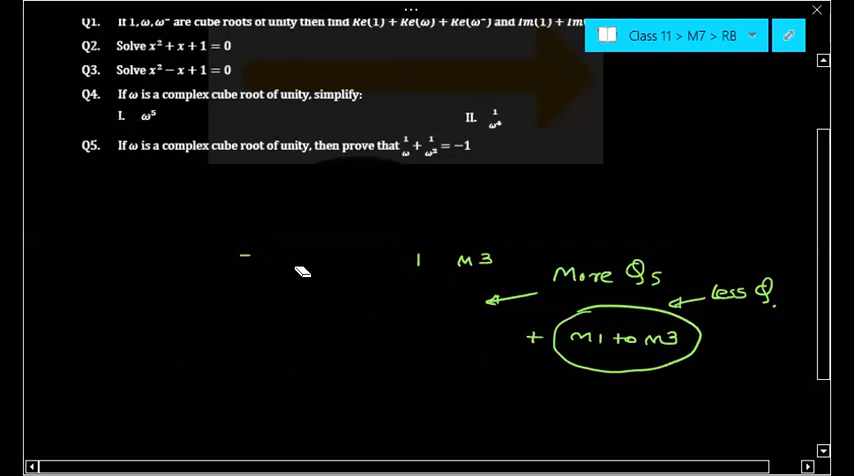 Q1. If 1, ω, ω² are cube roots of unity then find Re(1) + Re(ω) + Re(ω²) and Im(1) +
Class 11 > M7 > RB
Q2. Solve x² + x + 1 = 0
Q3. Solve x² − x + 1 = 0
Q4. If ω is a complex cube root of unity, simplify:
I. ω⁵ II. 1/ω⁴
Q5. If ω is a complex cube root of unity, then prove that 1/ω + 1/ω² = −1
- 1 M3
More Qs
less Q.
+ M1 to M3